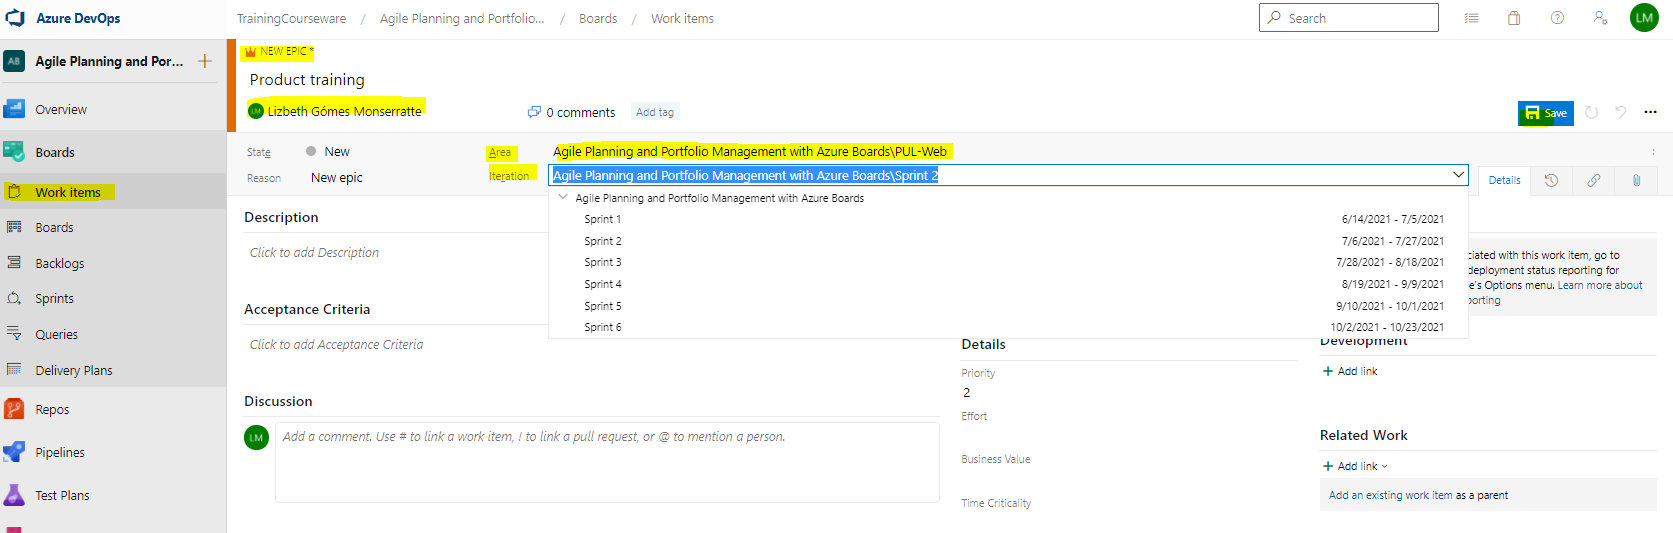 Azure DevOps
TrainingCourseware / Agile Planning and Portfolio... / Boards / Work items
Search
LM
AB Agile Planning and Por...
Overview
Boards
Work items
Boards
Backlogs
Sprints
Queries
Delivery Plans
Repos
Pipelines
Test Plans
NEW EPIC *
Product training
LM Lizbeth Gómes Monserratte
0 comments
Add tag
Save
State New
Reason New epic
Area Agile Planning and Portfolio Management with Azure Boards\PUL-Web
Iteration Agile Planning and Portfolio Management with Azure Boards\Sprint 2
Agile Planning and Portfolio Management with Azure Boards
Sprint 1 6/14/2021 - 7/5/2021
Sprint 2 7/6/2021 - 7/27/2021
Sprint 3 7/28/2021 - 8/18/2021
Sprint 4 8/19/2021 - 9/9/2021
Sprint 5 9/10/2021 - 10/1/2021
Sprint 6 10/2/2021 - 10/23/2021
Details
Description
Click to add Description
Acceptance Criteria
Click to add Acceptance Criteria
Discussion
LM
Add a comment. Use # to link a work item, ! to link a pull request, or @ to mention a person.
Details
Priority
2
Effort
Business Value
Time Criticality
ciated with this work item, go to
deployment status reporting for
e's Options menu. Learn more about
porting
Development
+ Add link
Related Work
+ Add link
Add an existing work item as a parent